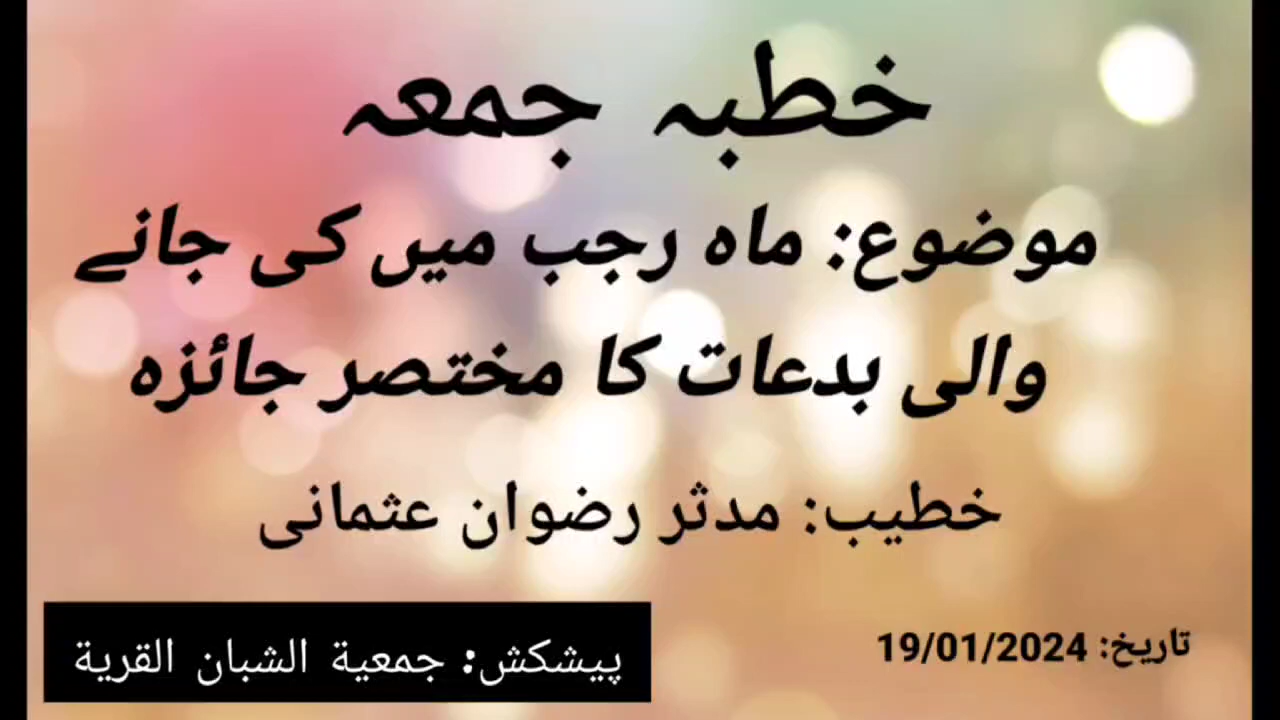 خطبہ جمعہ
موضوع: ماہ رجب میں کی جانے
والی بدعات کا مختصر جائزہ
خطیب: مدثر رضوان عثمانی
تاریخ: 19/01/2024
پیشکش: جمعية الشبان القرية